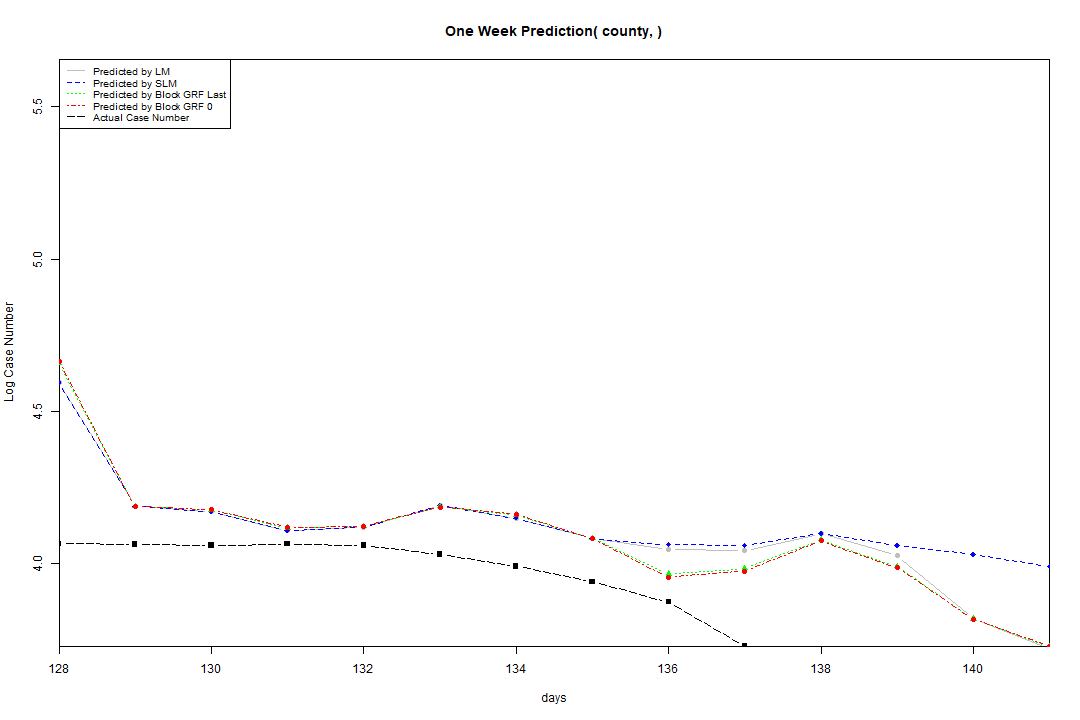 One Week Prediction( county, )
Predicted by LM
Predicted by SLM
Predicted by Block GRF Last
Predicted by Block GRF 0
Actual Case Number
5.5
5.0
4.5
4.0
Log Case Number
128 130 132 134 136 138 140
days